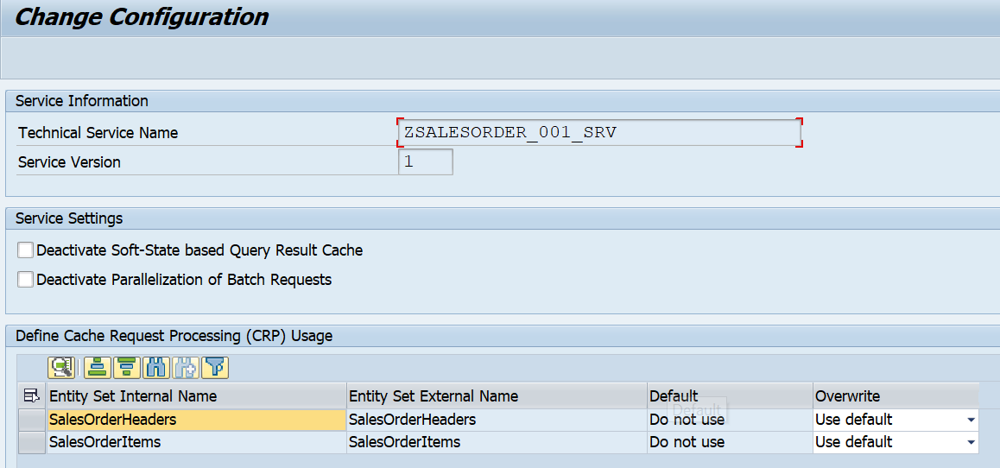 Change Configuration
Service Information
Technical Service Name ZSALESORDER_001_SRV
Service Version 1
Service Settings
Deactivate Soft-State based Query Result Cache
Deactivate Parallelization of Batch Requests
Define Cache Request Processing (CRP) Usage
Entity Set Internal Name Entity Set External Name Default Overwrite
Default
SalesOrderHeaders SalesOrderHeaders Do not use Use default
SalesOrderItems SalesOrderItems Do not use Use default